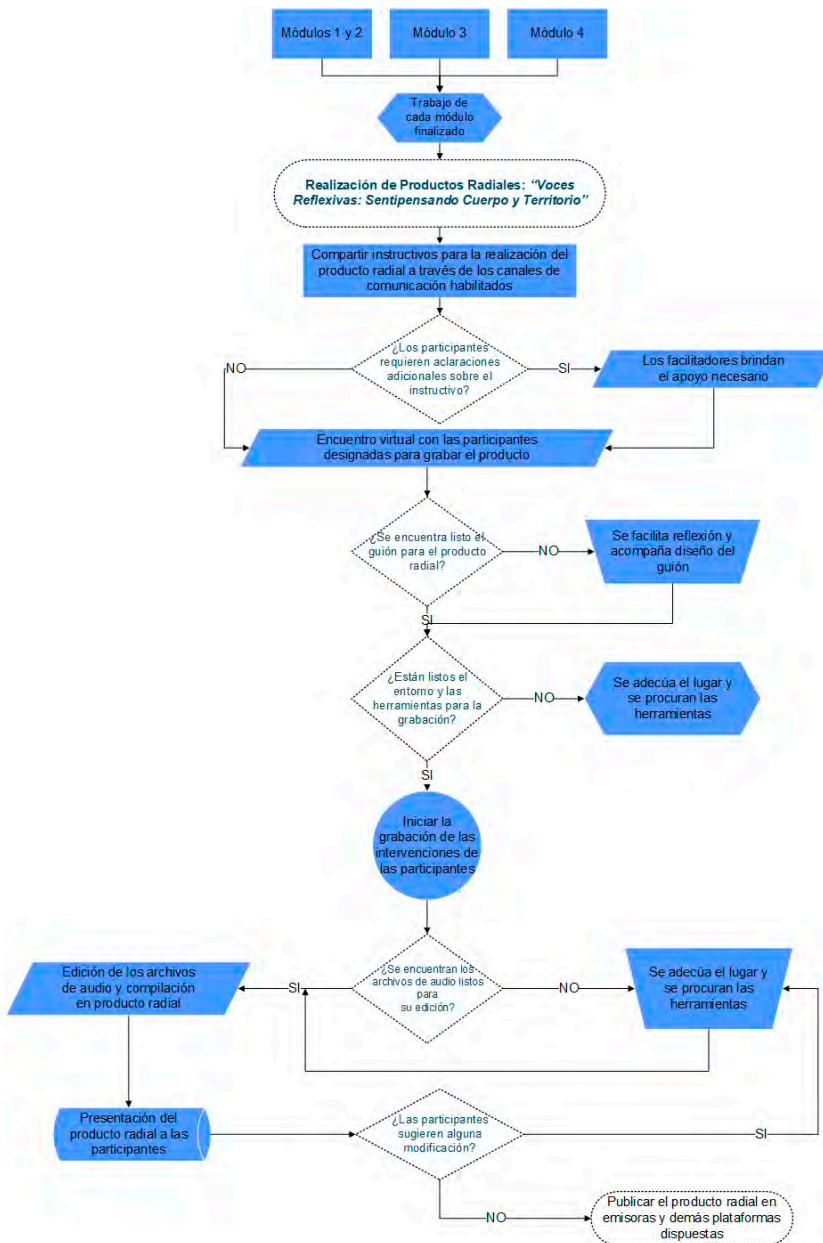 Módulos 1 y 2
Módulo 3
Módulo 4
Trabajo de
cada módulo
finalizado
Realización de Productos Radiales: “Voces
Reflexivas: Sentipensando Cuerpo y Territorio”
Compartir instructivos para la realización del
producto radial a través de los canales de
comunicación habilitados
¿Los participantes
requieren aclaraciones
adicionales sobre el
instructivo?
NO
SI
Los facilitadores brindan
el apoyo necesario
Encuentro virtual con las participantes
designadas para grabar el producto
¿Se encuentra listo el
guión para el producto
radial?
NO
Se facilita reflexión y
acompaña diseño del
guión
SI
¿Están listos el
entorno y las
herramientas para la
grabación?
NO
Se adecúa el lugar y
se procuran las
herramientas
SI
Iniciar la
grabación de las
intervenciones de
las participantes
¿Se encuentran los
archivos de audio listos
para
su edición?
SI
NO
Edición de los archivos
de audio y compilación
en producto radial
Se adecúa el lugar y
se procuran las
herramientas
Presentación del
producto radial a las
participantes
¿Las participantes
sugieren alguna
modificación?
SI
NO
Publicar el producto radial en
emisoras y demás plataformas
dispuestas